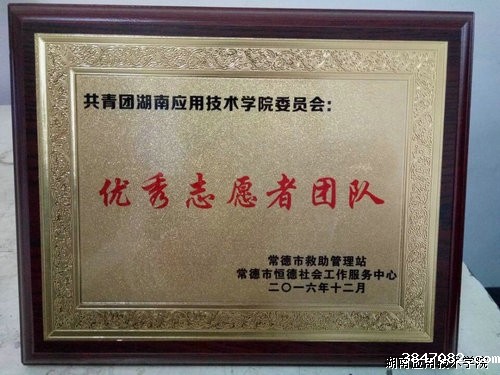 共青团湖南应用技术学院委员会：
优秀志愿者团队
常德市救助管理站
常德市恒德社会工作服务中心
二〇一六年十二月
3847082.com
湖南应用技术学院